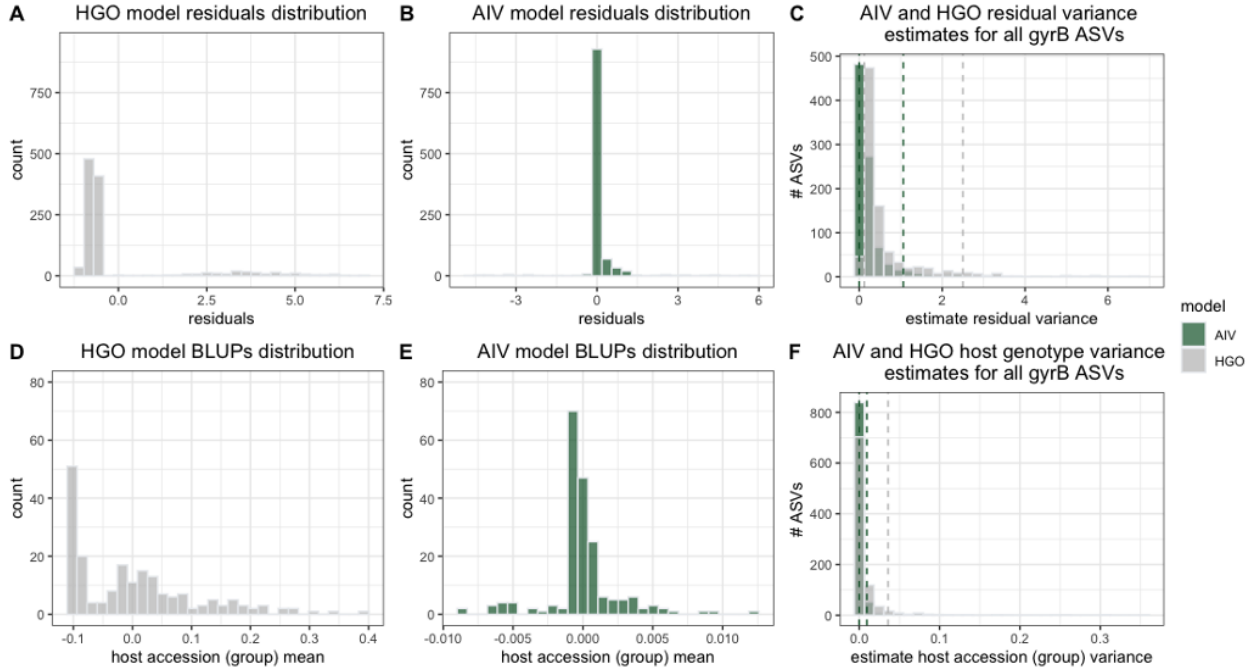 A
HGO model residuals distribution
count
750
500
250
0
0.0
2.5
5.0
7.5
residuals
B
AIV model residuals distribution
count
750
500
250
0
-3
0
3
6
residuals
C
AIV and HGO residual variance
estimates for all gyrB ASVs
# ASVs
500
400
300
200
100
0
0
2
4
6
estimate residual variance
D
HGO model BLUPs distribution
count
80
60
40
20
0
-0.1
0.0
0.1
0.2
0.3
0.4
host accession (group) mean
E
AIV model BLUPs distribution
count
80
60
40
20
0
-0.010
-0.005
0.000
0.005
0.010
host accession (group) mean
F
AIV and HGO host genotype variance
estimates for all gyrB ASVs
# ASVs
800
600
400
200
0
0.0
0.1
0.2
0.3
estimate host accession (group) variance
model
AIV
HGO